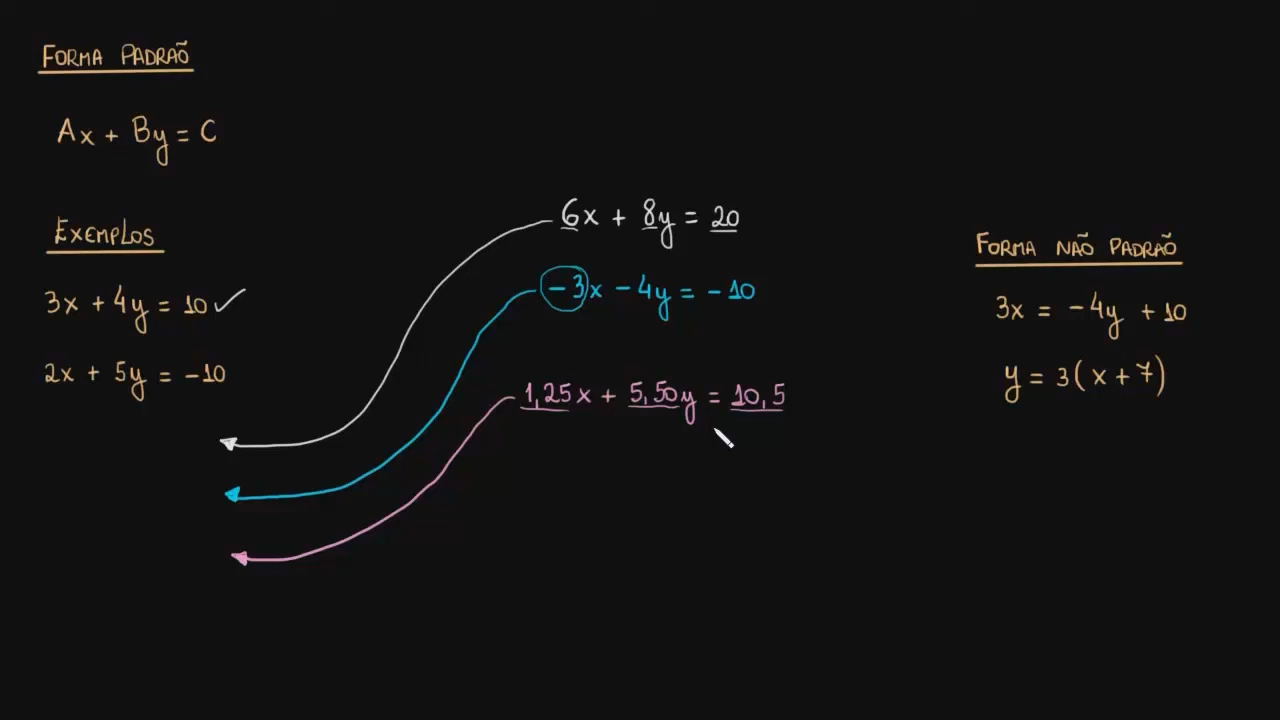 FORMA PADRÃO
Ax + By = C
EXEMPLOS
3x + 4y = 10 ✓
2x + 5y = -10
6x + 8y = 20
-3x - 4y = -10
1,25x + 5,50y = 10,5
FORMA NÃO PADRÃO
3x = -4y + 10
y = 3(x + 7)